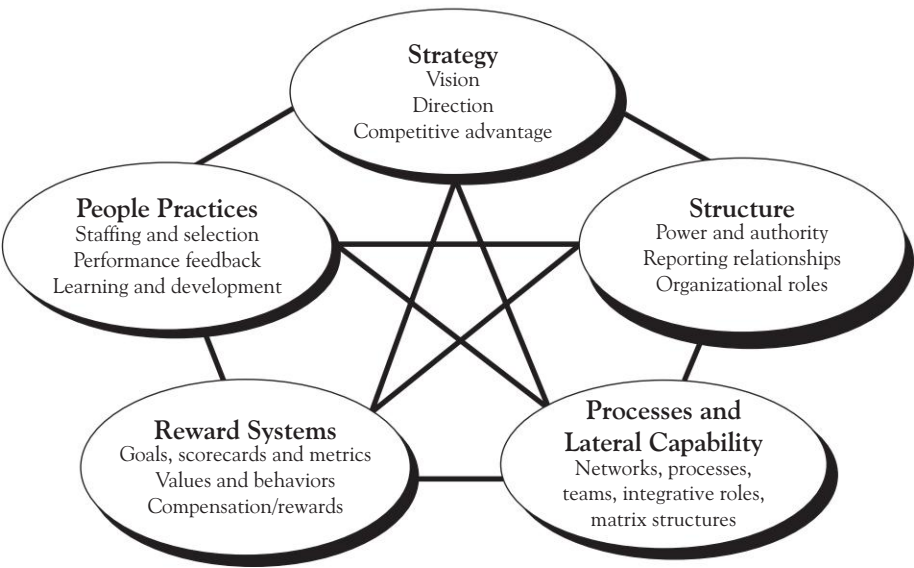 Strategy
Vision
Direction
Competitive advantage
People Practices
Staffing and selection
Performance feedback
Learning and development
Structure
Power and authority
Reporting relationships
Organizational roles
Reward Systems
Goals, scorecards and metrics
Values and behaviors
Compensation/rewards
Processes and
Lateral Capability
Networks, processes,
teams, integrative roles,
matrix structures